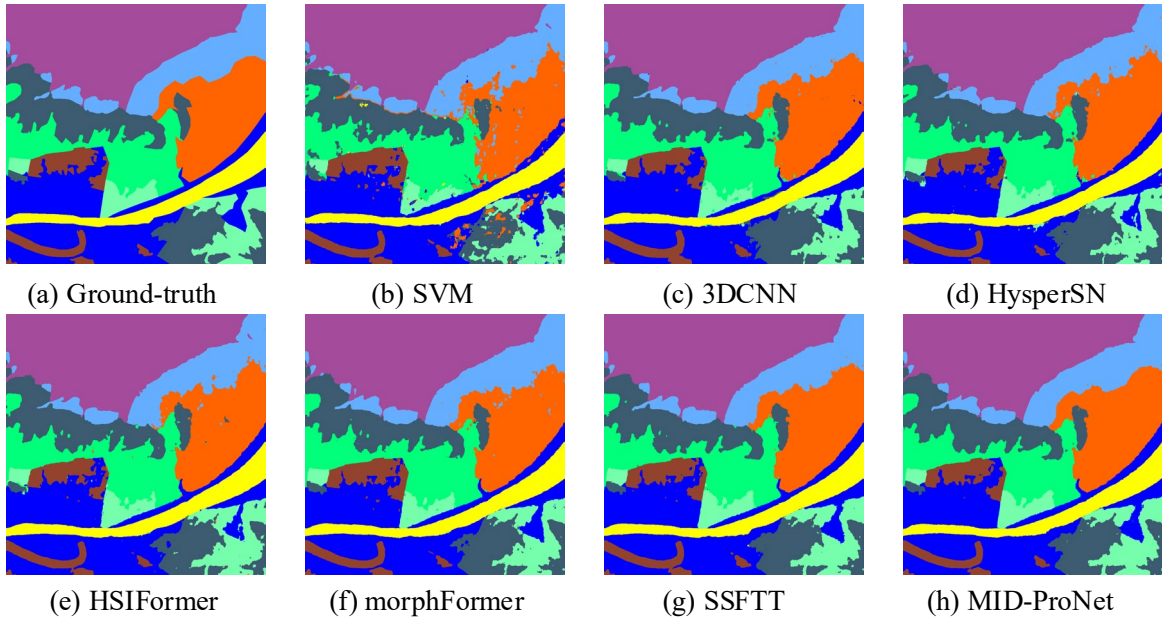 (a) Ground-truth
(b) SVM
(c) 3DCNN
(d) HysperSN
(e) HSIFormer
(f) morphFormer
(g) SSFTT
(h) MID-ProNet